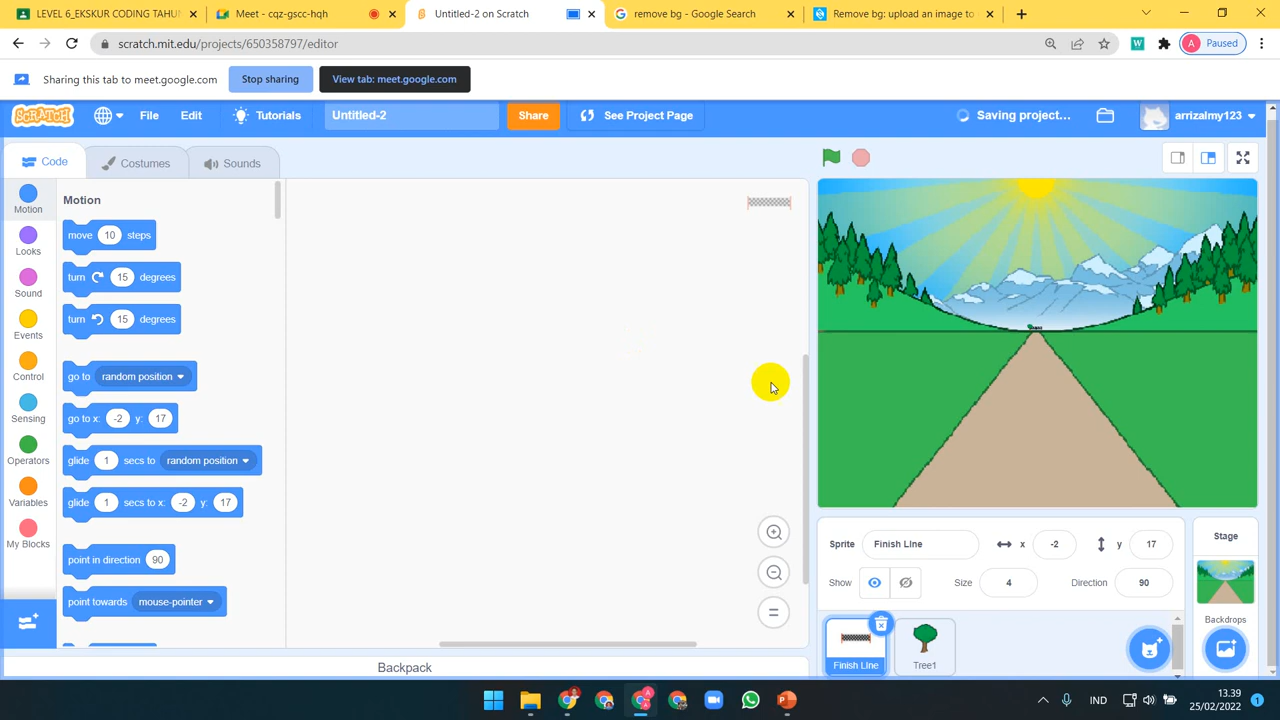 LEVEL 6_EKSKUR CODING TAHUN
Meet - cqz-gscc-hqh
Untitled-2 on Scratch
remove bg - Google Search
Remove bg: upload an image to
scratch.mit.edu/projects/650358797/editor
A Paused
Sharing this tab to meet.google.com
Stop sharing
View tab: meet.google.com
SCRATCH
File
Edit
Tutorials
Untitled-2
Share
See Project Page
Saving project...
arrizalmy123
Code
Costumes
Sounds
Motion
Looks
Sound
Events
Control
Sensing
Operators
Variables
My Blocks
Motion
move 10 steps
turn 15 degrees
turn 15 degrees
go to random position
go to x: -2 y: 17
glide 1 secs to random position
glide 1 secs to x: -2 y: 17
point in direction 90
point towards mouse-pointer
Backpack
Sprite Finish LIne x -2 y 17
Show Size 4 Direction 90
Finish LIne
Tree1
Stage
Backdrops
IND
13.39
25/02/2022
1